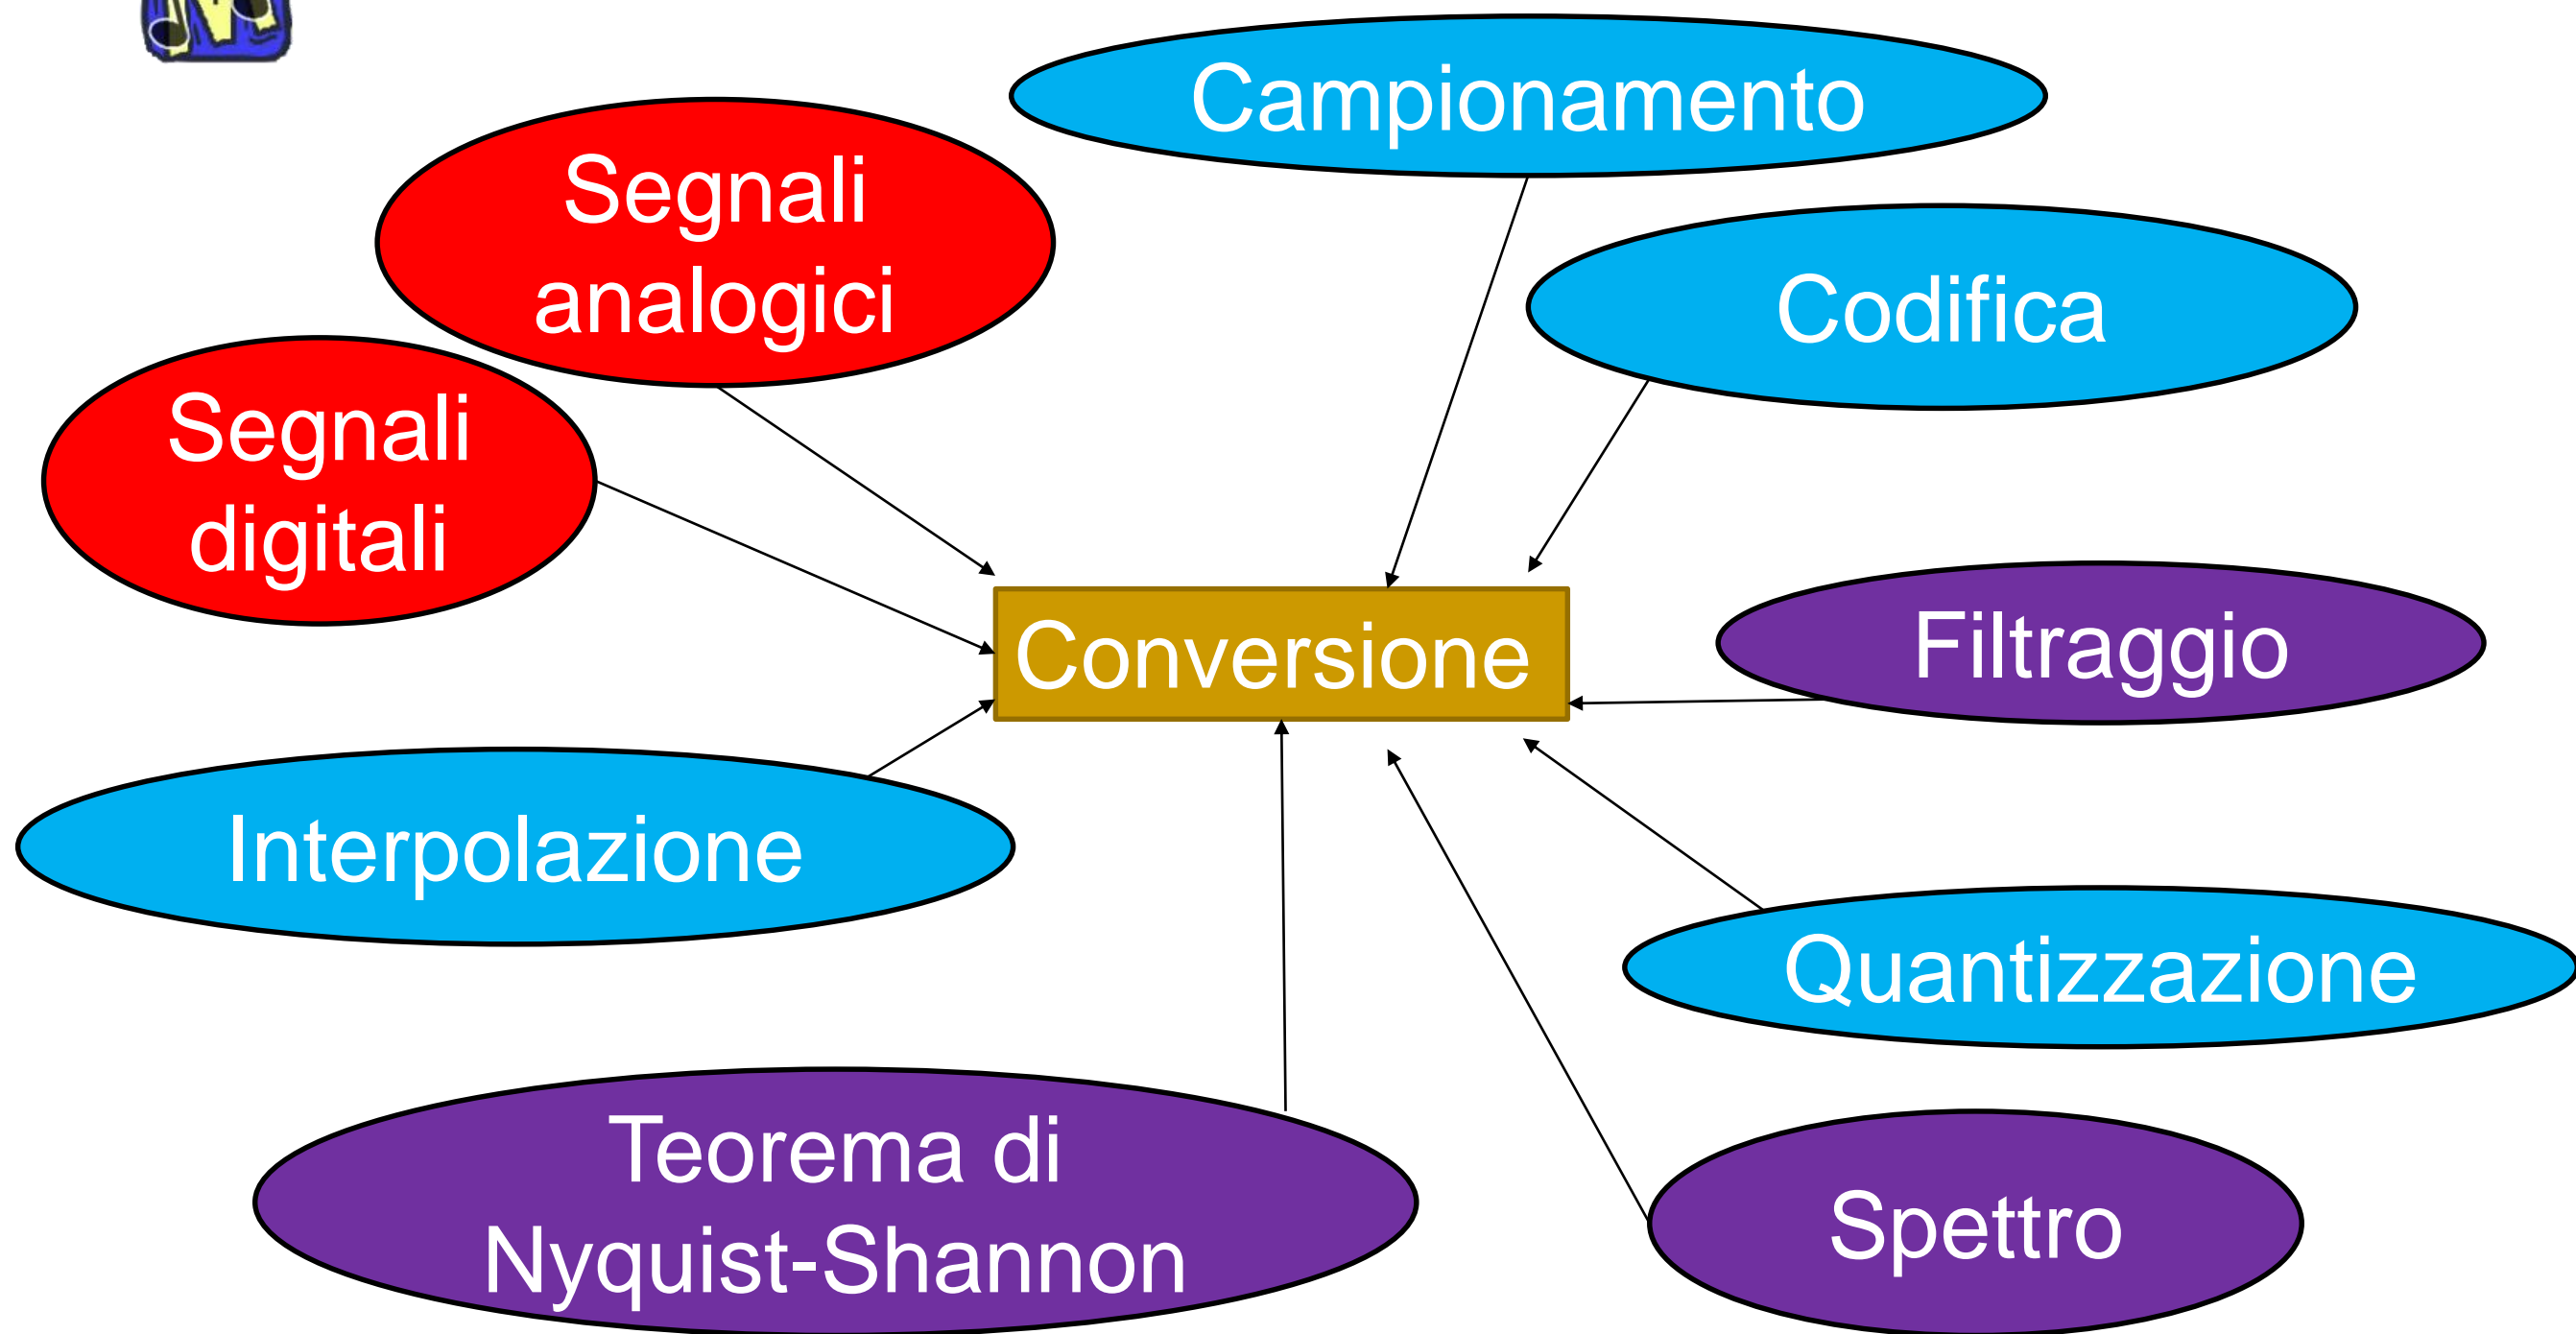 Campionamento
Segnali
analogici
Codifica
Segnali
digitali
Conversione
Filtraggio
Interpolazione
Quantizzazione
Teorema di
Nyquist-Shannon
Spettro